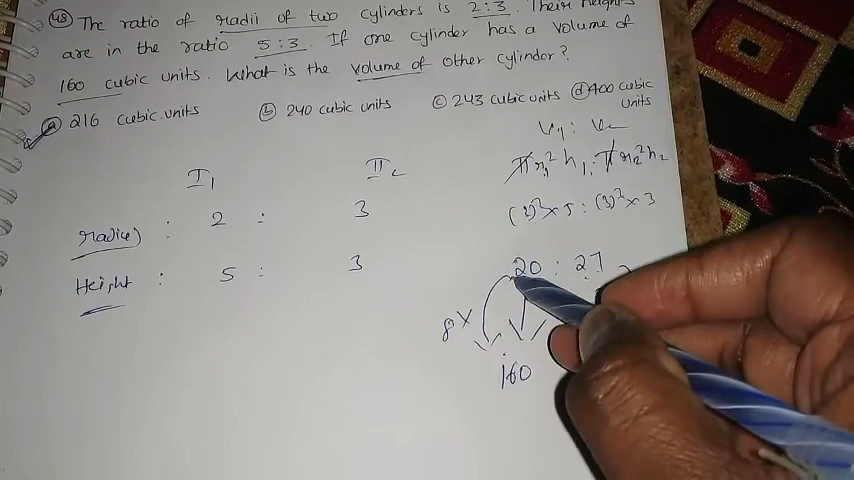 48 The ratio of radii of two cylinders is 2:3. Their heights
are in the ratio 5:3. If one cylinder has a volume of
160 cubic units. What is the volume of other cylinder?
ⓐ 216 cubic units ⓑ 240 cubic units ⓒ 243 cubic units ⓓ 400 cubic units
V₁ : V₂
I₁ II₂
πr₁²h₁ : πr₂²h₂
radius : 2 : 3
(2)²×5 : (3)²×3
Height : 5 : 3
20 : 27
8×
160